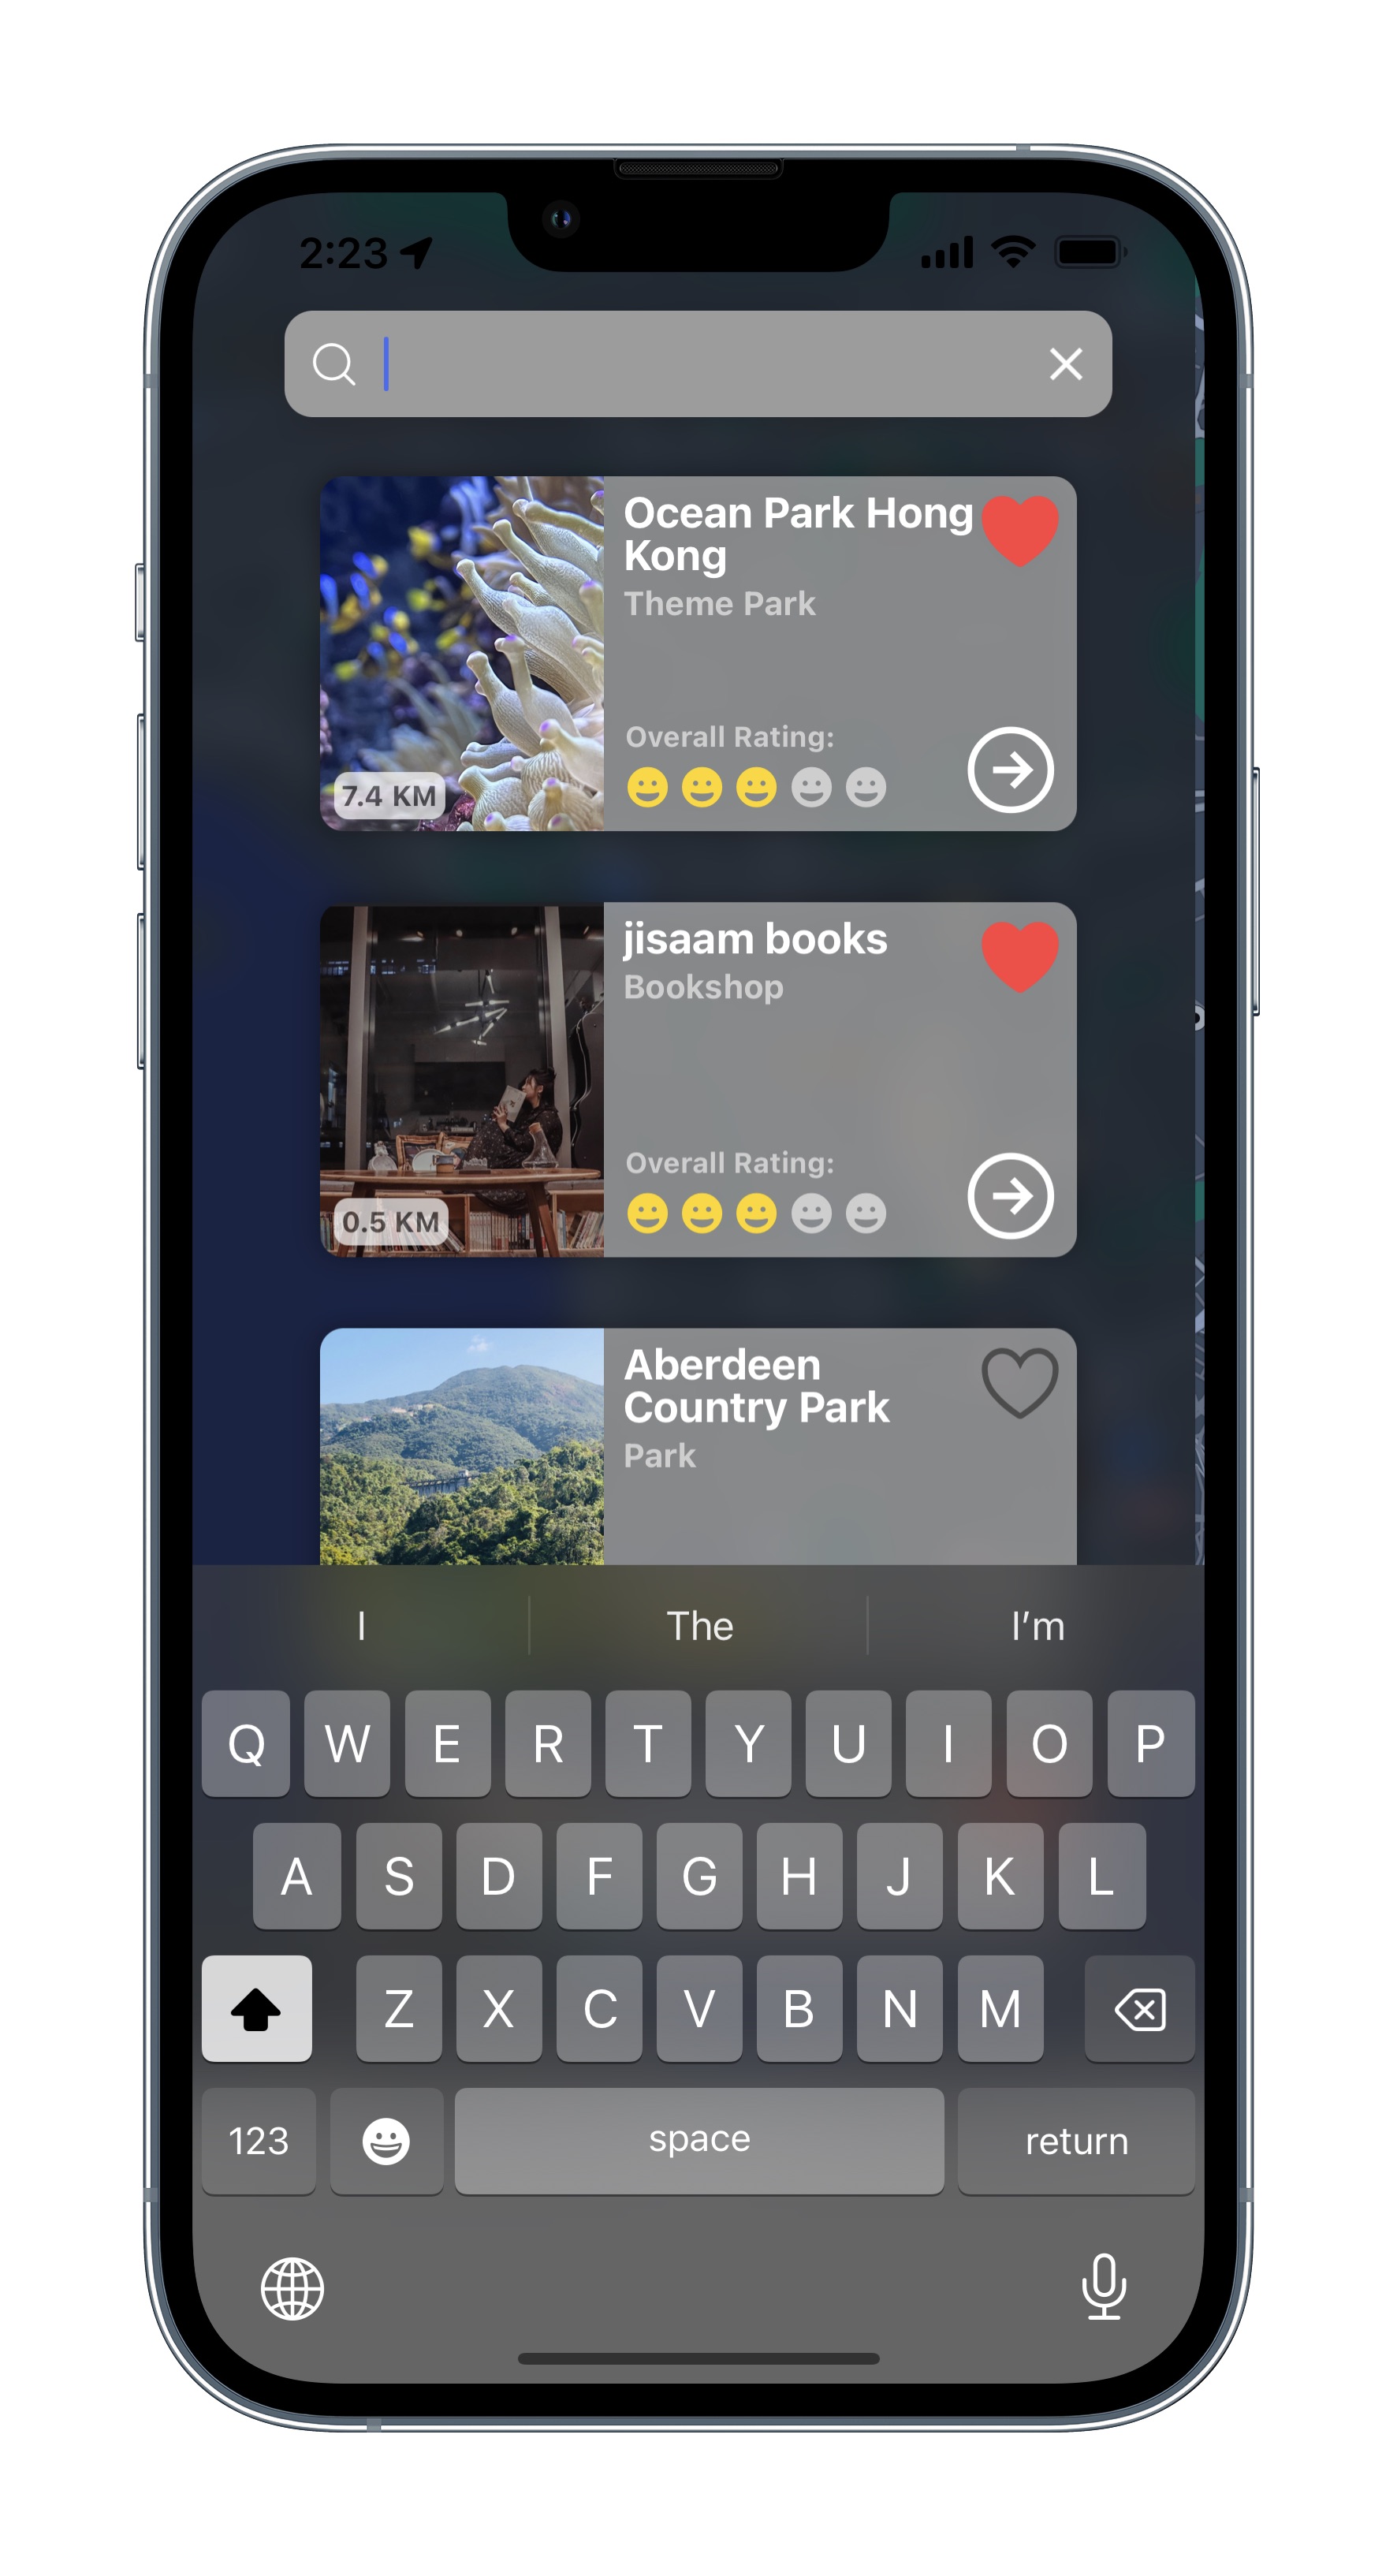 2:23
Ocean Park Hong
Kong
Theme Park
Overall Rating:
7.4 KM
jisaam books
Bookshop
Overall Rating:
0.5 KM
Aberdeen
Country Park
Park
I The I’m
Q W E R T Y U I O P
A S D F G H J K L
Z X C V B N M
123 space return